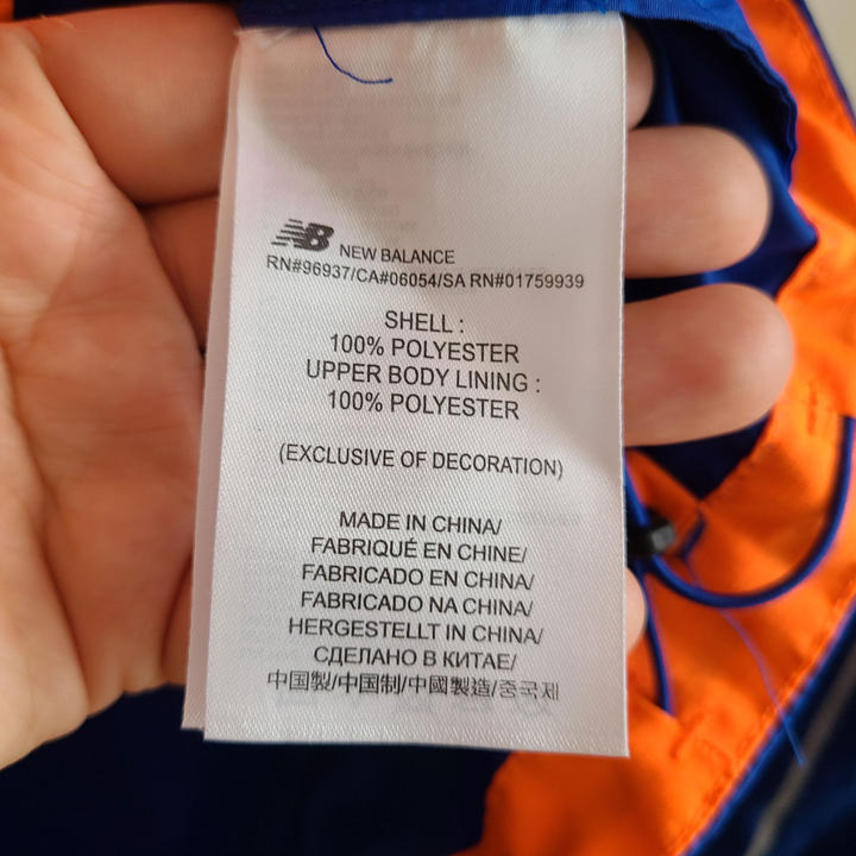 NB NEW BALANCE
RN#96937/CA#06054/SA RN#01759939
SHELL :
100% POLYESTER
UPPER BODY LINING :
100% POLYESTER
(EXCLUSIVE OF DECORATION)
MADE IN CHINA/
FABRIQUÉ EN CHINE/
FABRICADO EN CHINA/
FABRICADO NA CHINA/
HERGESTELLT IN CHINA/
СДЕЛАНО В КИТАЕ/
中国製/中国制/中國製造/중국제